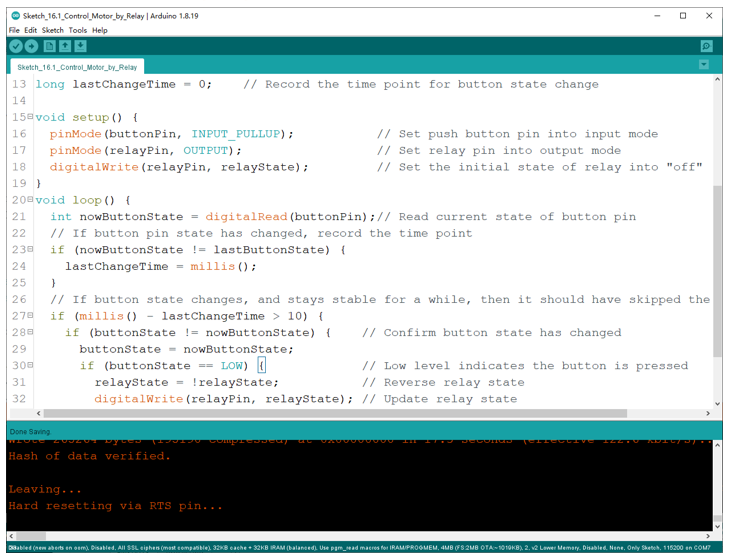 Sketch_16.1_Control_Motor_by_Relay | Arduino 1.8.19
File Edit Sketch Tools Help
Sketch_16.1_Control_Motor_by_Relay
13 long lastChangeTime = 0; // Record the time point for button state change
14
15 void setup() {
16 pinMode(buttonPin, INPUT_PULLUP); // Set push button pin into input mode
17 pinMode(relayPin, OUTPUT); // Set relay pin into output mode
18 digitalWrite(relayPin, relayState); // Set the initial state of relay into "off"
19 }
20 void loop() {
21 int nowButtonState = digitalRead(buttonPin);// Read current state of button pin
22 // If button pin state has changed, record the time point
23 if (nowButtonState != lastButtonState) {
24 lastChangeTime = millis();
25 }
26 // If button state changes, and stays stable for a while, then it should have skipped the
27 if (millis() - lastChangeTime > 10) {
28 if (buttonState != nowButtonState) { // Confirm button state has changed
29 buttonState = nowButtonState;
30 if (buttonState == LOW) { // Low level indicates the button is pressed
31 relayState = !relayState; // Reverse relay state
32 digitalWrite(relayPin, relayState); // Update relay state
Done Saving.
Hash of data verified.
Leaving...
Hard resetting via RTS pin...
(new aborts on oom), Disabled, All SSL ciphers (most compatible), 32KB cache + 32KB IRAM (balanced), Use pgm_read macros for IRAM/PROGMEM, 4MB (FS:2MB OTA:~1019KB), 2, v2 Lower Memory, Disabled, None, Only Sketch, 115200 on COM7